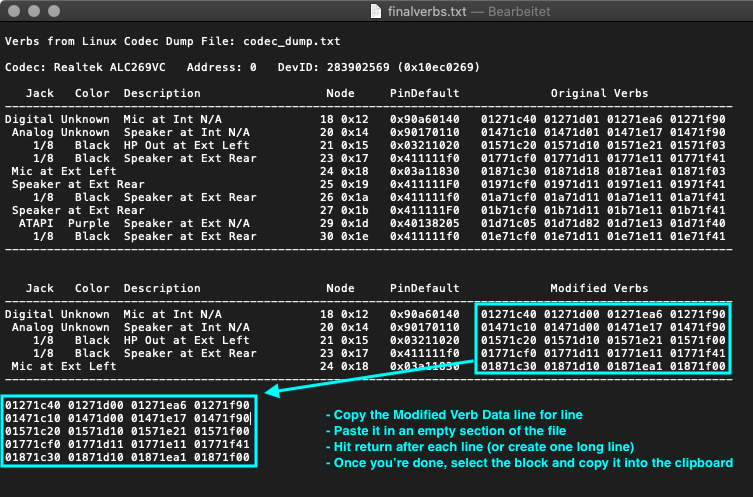 finalverbs.txt — Bearbeitet
Verbs from Linux Codec Dump File: codec_dump.txt
Codec: Realtek ALC269VC   Address: 0   DevID: 283902569 (0x10ec0269)
Jack   Color  Description   Node   PinDefault   Original Verbs
Digital Unknown  Mic at Int N/A   18 0x12   0x90a60140   01271c40 01271d01 01271ea6 01271f90
Analog Unknown  Speaker at Int N/A   20 0x14   0x90170110   01471c10 01471d01 01471e17 01471f90
1/8   Black  HP Out at Ext Left   21 0x15   0x03211020   01571c20 01571d10 01571e21 01571f03
1/8   Black  Speaker at Ext Rear   23 0x17   0x411111f0   01771cf0 01771d11 01771e11 01771f41
Mic at Ext Left   24 0x18   0x03a11830   01871c30 01871d18 01871ea1 01871f03
Speaker at Ext Rear   25 0x19   0x411111F0   01971cf0 01971d11 01971e11 01971f41
1/8   Black  Speaker at Ext Rear   26 0x1a   0x411111f0   01a71cf0 01a71d11 01a71e11 01a71f41
Speaker at Ext Rear   27 0x1b   0x411111F0   01b71cf0 01b71d11 01b71e11 01b71f41
ATAPI  Purple  Speaker at Ext N/A   29 0x1d   0x40138205   01d71c05 01d71d82 01d71e13 01d71f40
1/8   Black  Speaker at Ext Rear   30 0x1e   0x411111f0   01e71cf0 01e71d11 01e71e11 01e71f41
Jack   Color  Description   Node   PinDefault   Modified Verbs
Digital Unknown  Mic at Int N/A   18 0x12   0x90a60140   01271c40 01271d00 01271ea6 01271f90
Analog Unknown  Speaker at Int N/A   20 0x14   0x90170110   01471c10 01471d00 01471e17 01471f90
1/8   Black  HP Out at Ext Left   21 0x15   0x03211020   01571c20 01571d10 01571e21 01571f00
1/8   Black  Speaker at Ext Rear   23 0x17   0x411111f0   01771cf0 01771d11 01771e11 01771f41
Mic at Ext Left   24 0x18   0x03a11830   01871c30 01871d10 01871ea1 01871f00
01271c40 01271d00 01271ea6 01271f90
01471c10 01471d00 01471e17 01471f90
01571c20 01571d10 01571e21 01571f00
01771cf0 01771d11 01771e11 01771f41
01871c30 01871d10 01871ea1 01871f00
- Copy the Modified Verb Data line for line
- Paste it in an empty section of the file
- Hit return after each line (or create one long line)
- Once you're done, select the block and copy it into the clipboard